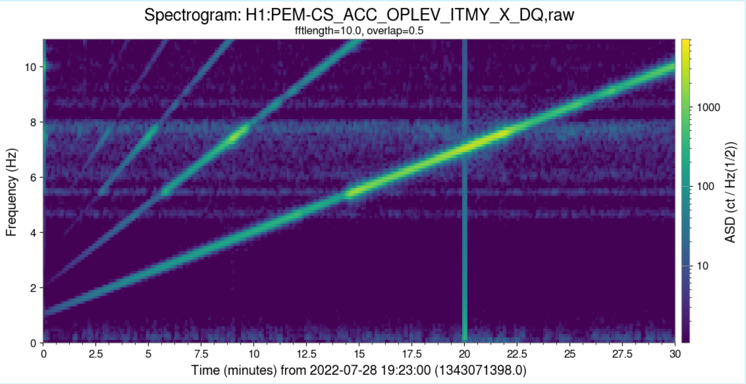 Spectrogram: H1:PEM-CS_ACC_OPLEV_ITMY_X_DQ,raw
fftlength=10.0, overlap=0.5
10
8
6
4
2
0
Frequency (Hz)
0 2.5 5 7.5 10 12.5 15 17.5 20 22.5 25 27.5 30
Time (minutes) from 2022-07-28 19:23:00 (1343071398.0)
1000
100
10
ASD (ct / Hz(1/2))